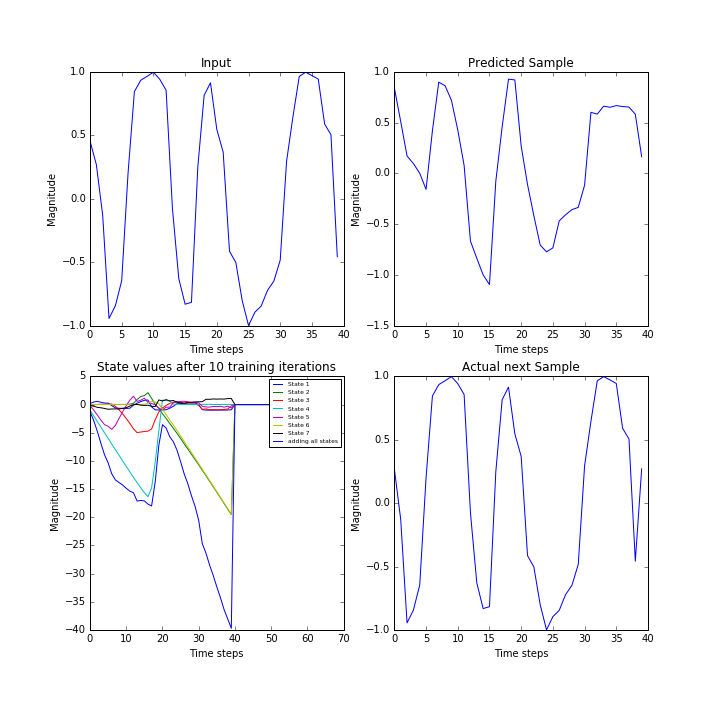 Input
1.0
0.5
0.0
−0.5
−1.0
Magnitude
0 5 10 15 20 25 30 35 40
Time steps
Predicted Sample
1.0
0.5
0.0
−0.5
−1.0
−1.5
Magnitude
0 5 10 15 20 25 30 35 40
Time steps
State values after 10 training iterations
5
0
−5
−10
−15
−20
−25
−30
−35
−40
Magnitude
State 1
State 2
State 3
State 4
State 5
State 6
State 7
adding all states
0 10 20 30 40 50 60 70
Time steps
Actual next Sample
1.0
0.5
0.0
−0.5
−1.0
Magnitude
0 5 10 15 20 25 30 35 40
Time steps